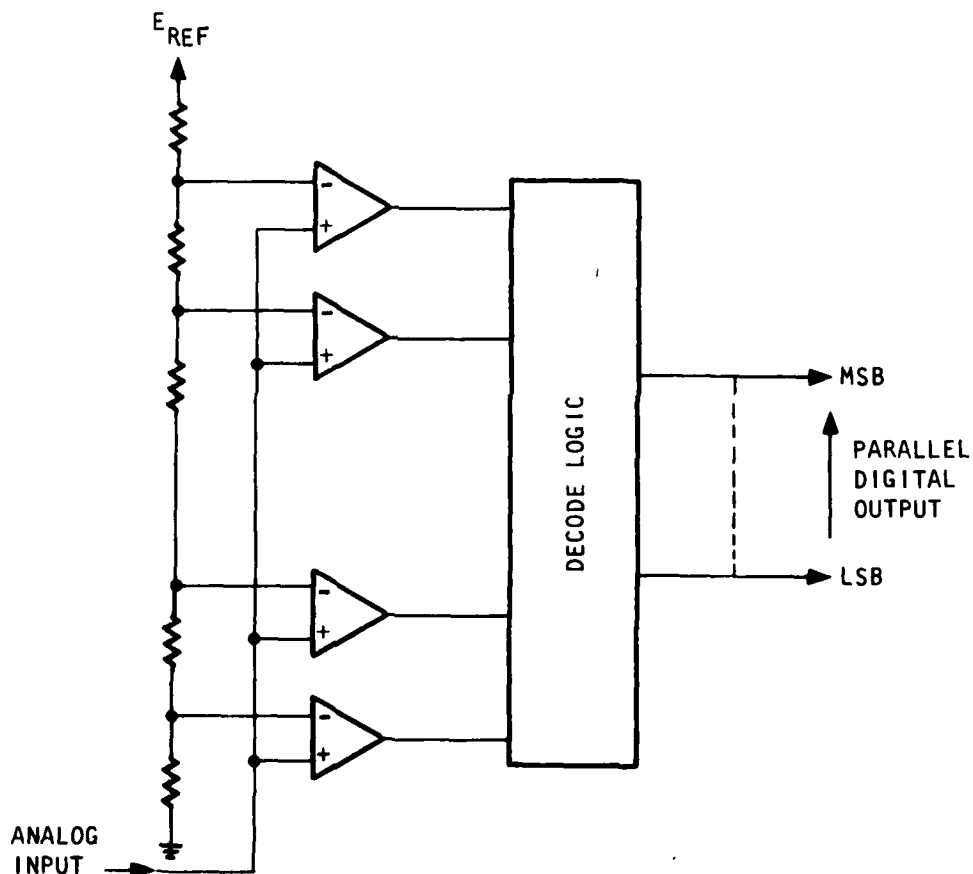 E REF
-
+
-
+
-
+
-
+
DECODE LOGIC
MSB
PARALLEL
DIGITAL
OUTPUT
LSB
ANALOG
INPUT